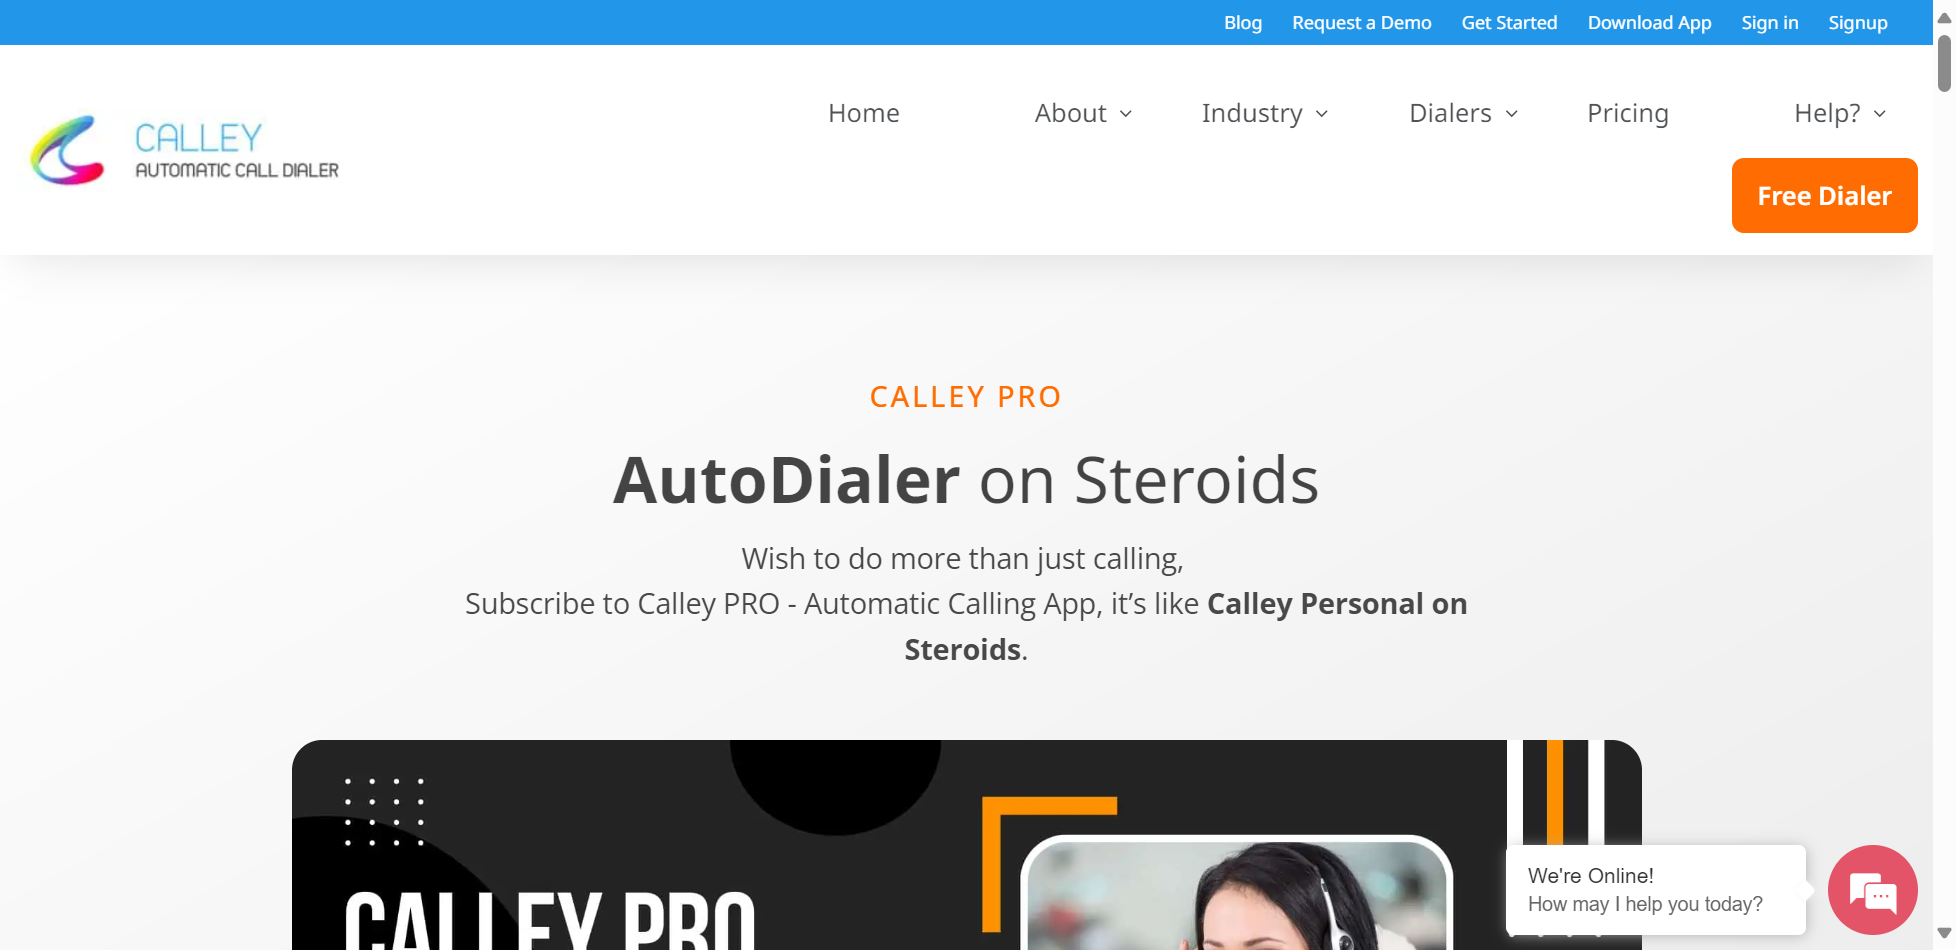 Blog Request a Demo Get Started Download App Sign in Signup
CALLEY
AUTOMATIC CALL DIALER
Home About Industry Dialers Pricing Help?
Free Dialer
CALLEY PRO
AutoDialer on Steroids
Wish to do more than just calling,
Subscribe to Calley PRO - Automatic Calling App, it’s like Calley Personal on
Steroids.
CALLEY PRO
We're Online!
How may I help you today?